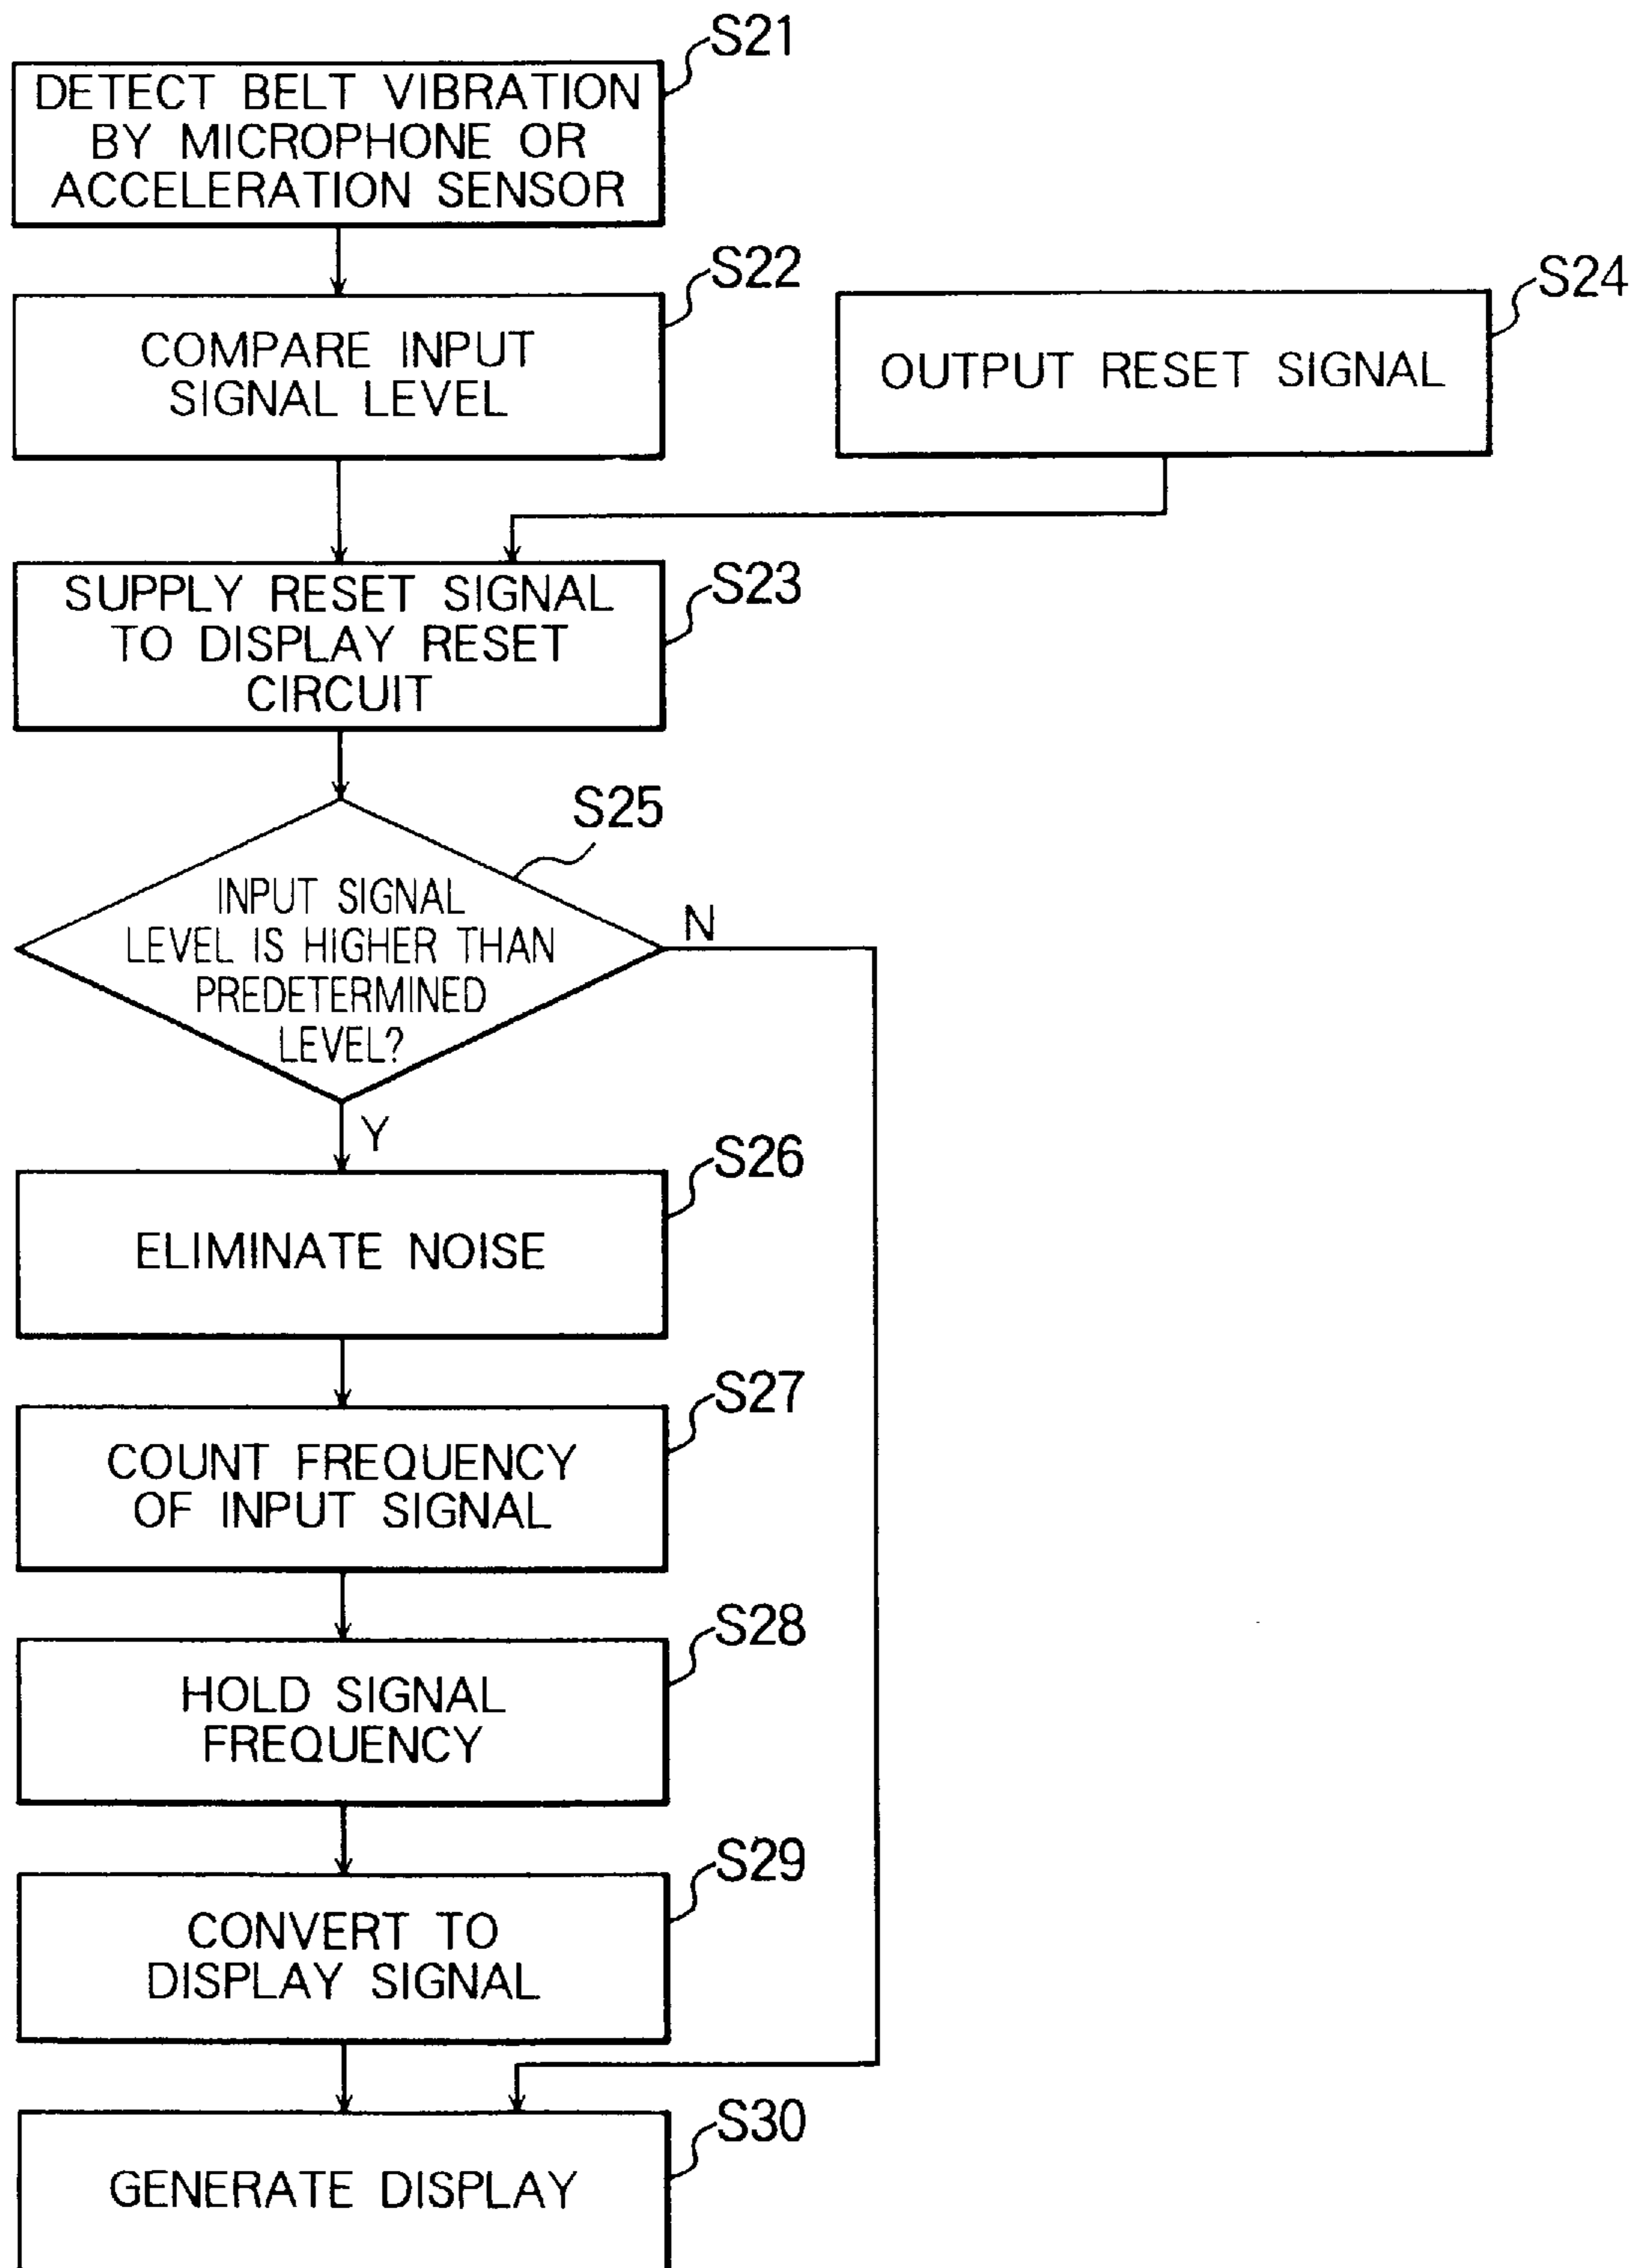 S21
DETECT BELT VIBRATION
BY MICROPHONE OR
ACCELERATION SENSOR
S22
COMPARE INPUT
SIGNAL LEVEL
S24
OUTPUT RESET SIGNAL
S23
SUPPLY RESET SIGNAL
TO DISPLAY RESET
CIRCUIT
S25
INPUT SIGNAL
LEVEL IS HIGHER THAN
PREDETERMINED
LEVEL?
N
Y
S26
ELIMINATE NOISE
S27
COUNT FREQUENCY
OF INPUT SIGNAL
S28
HOLD SIGNAL
FREQUENCY
S29
CONVERT TO
DISPLAY SIGNAL
S30
GENERATE DISPLAY